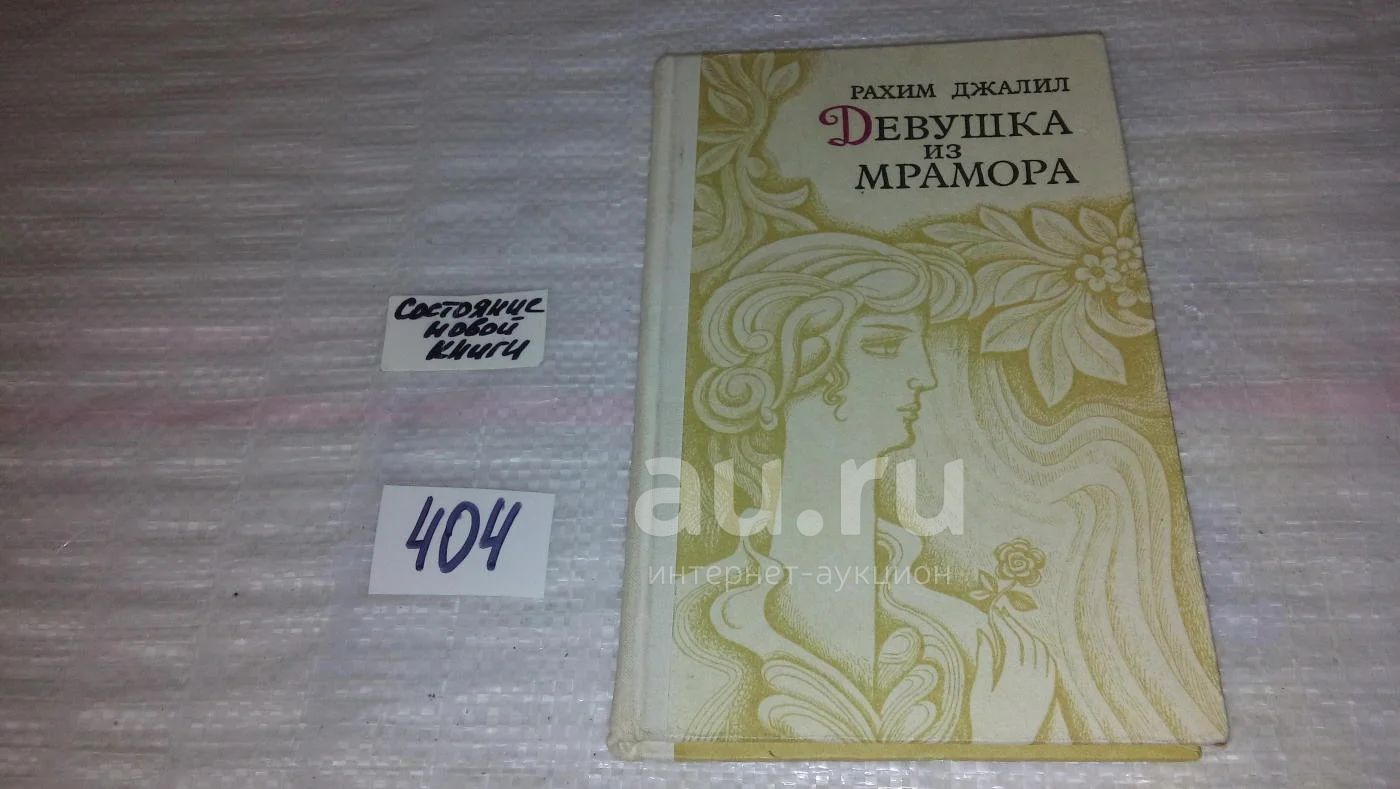 РАХИМ ДЖАЛИЛ
ДЕВУШКА
ИЗ
МРАМОРА
Состояние
новой
книги
404
au.ru
интернет-аукцион